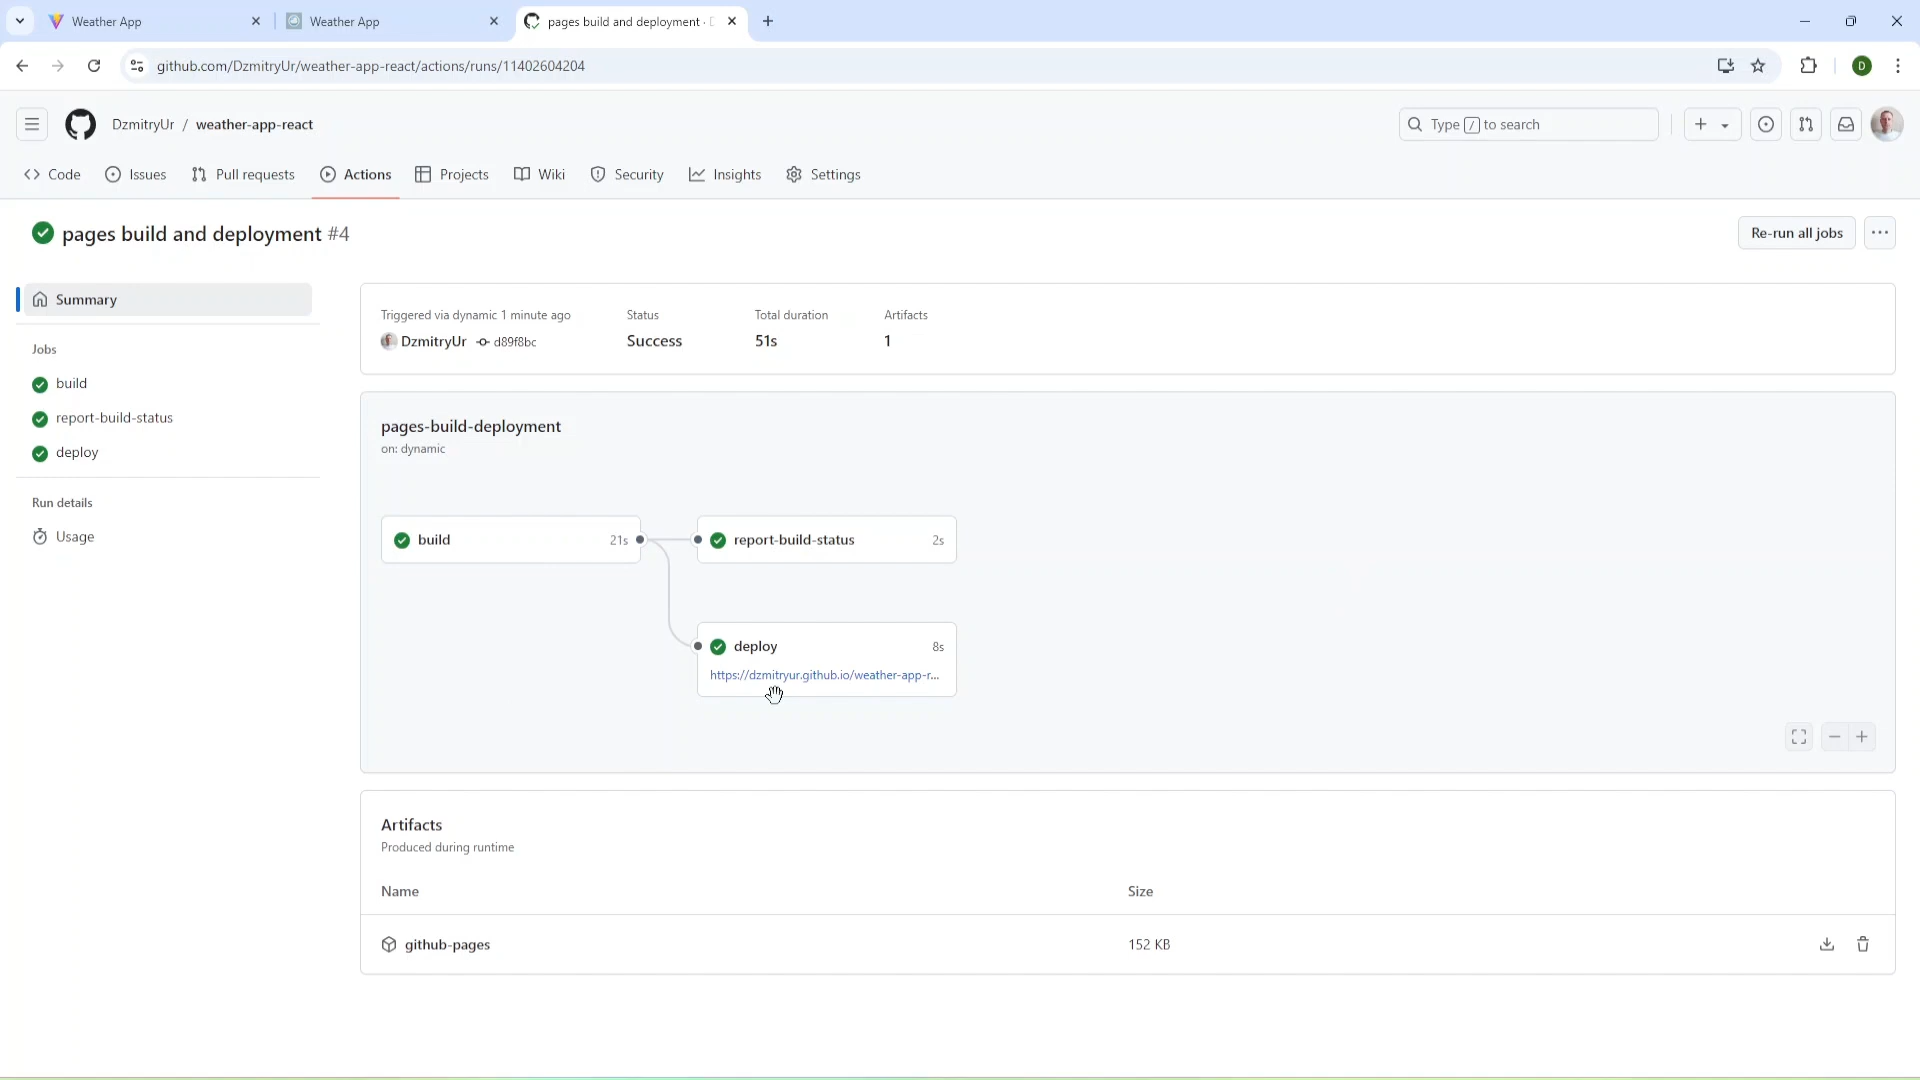 Weather App
Weather App
pages build and deployment ·
github.com/DzmitryUr/weather-app-react/actions/runs/11402604204
D
DzmitryUr / weather-app-react
Type / to search
Code
Issues
Pull requests
Actions
Projects
Wiki
Security
Insights
Settings
pages build and deployment #4
Re-run all jobs
Summary
Jobs
build
report-build-status
deploy
Run details
Usage
Triggered via dynamic 1 minute ago
DzmitryUr d89f8bc
Status
Success
Total duration
51s
Artifacts
1
pages-build-deployment
on: dynamic
build 21s
report-build-status 2s
deploy 8s
https://dzmitryur.github.io/weather-app-r...
Artifacts
Produced during runtime
Name Size
github-pages 152 KB